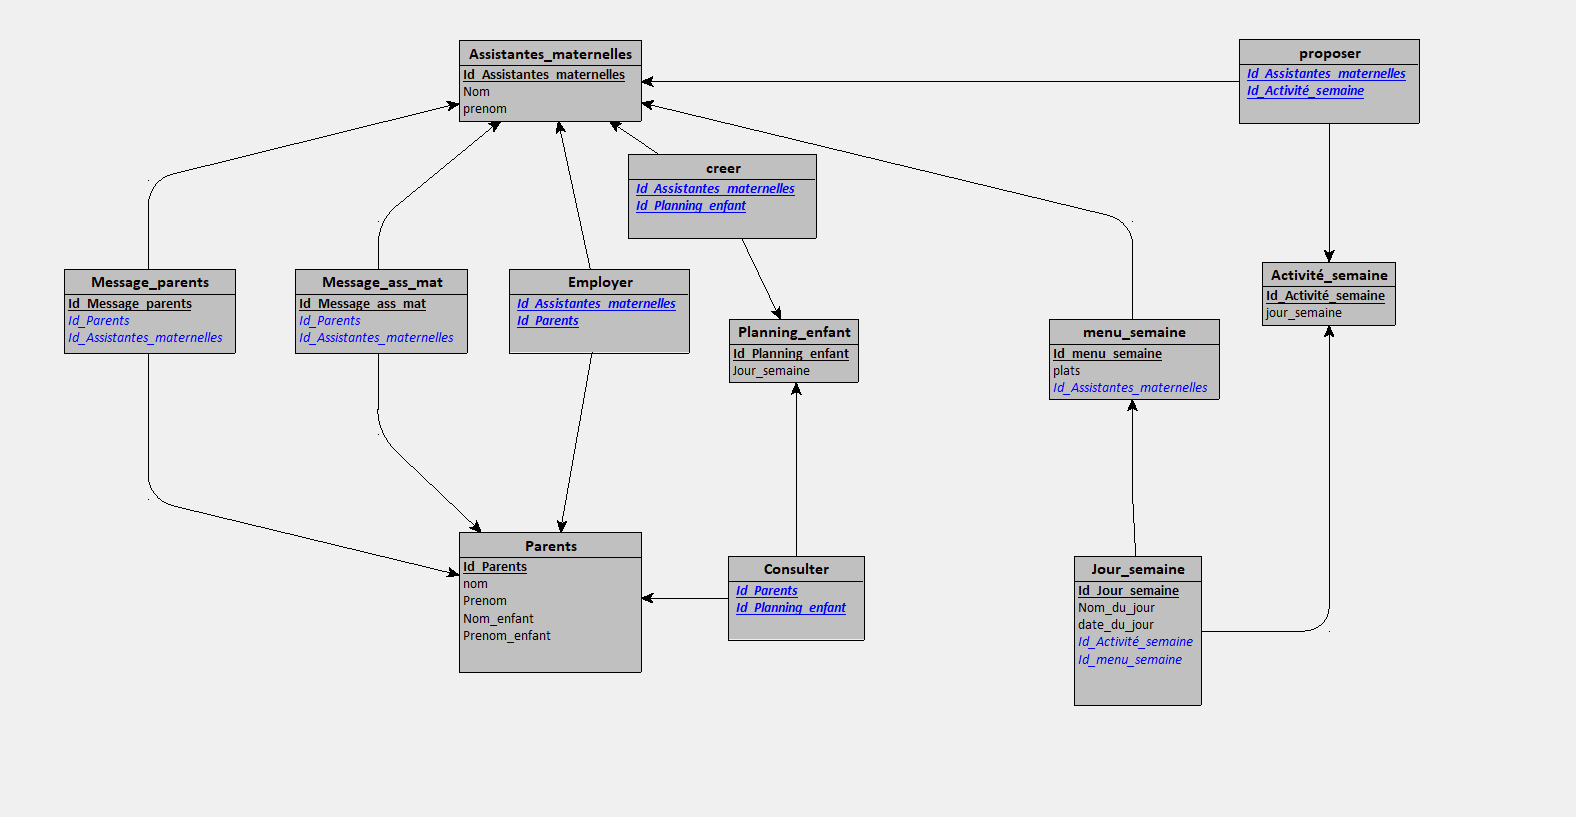 Assistantes_maternelles
Id_Assistantes_maternelles
Nom
prenom
proposer
Id_Assistantes_maternelles
Id_Activité_semaine
creer
Id_Assistantes_maternelles
Id_Planning_enfant
Message_parents
Id_Message_parents
Id_Parents
Id_Assistantes_maternelles
Message_ass_mat
Id_Message_ass_mat
Id_Parents
Id_Assistantes_maternelles
Employer
Id_Assistantes_maternelles
Id_Parents
Planning_enfant
Id_Planning_enfant
Jour_semaine
menu_semaine
Id_menu_semaine
plats
Id_Assistantes_maternelles
Activité_semaine
Id_Activité_semaine
jour_semaine
Parents
Id_Parents
nom
Prenom
Nom_enfant
Prenom_enfant
Consulter
Id_Parents
Id_Planning_enfant
Jour_semaine
Id_Jour_semaine
Nom_du_jour
date_du_jour
Id_Activité_semaine
Id_menu_semaine